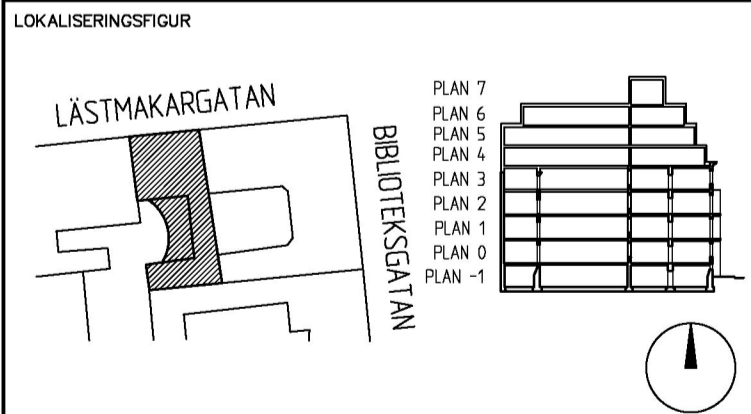 LOKALISERINGSFIGUR
LÄSTMAKARGATAN
BIBLIOTEKSGATAN
PLAN 7
PLAN 6
PLAN 5
PLAN 4
PLAN 3
PLAN 2
PLAN 1
PLAN 0
PLAN -1